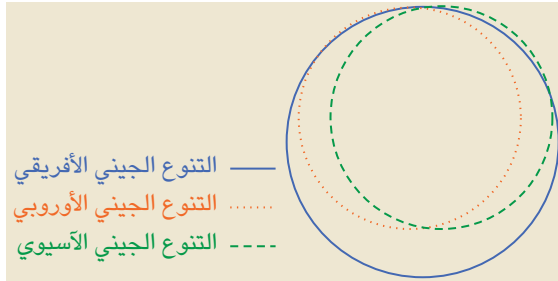 التنوع الجيني الأفريقي
التنوع الجيني الأوروبي
التنوع الجيني الآسيوي